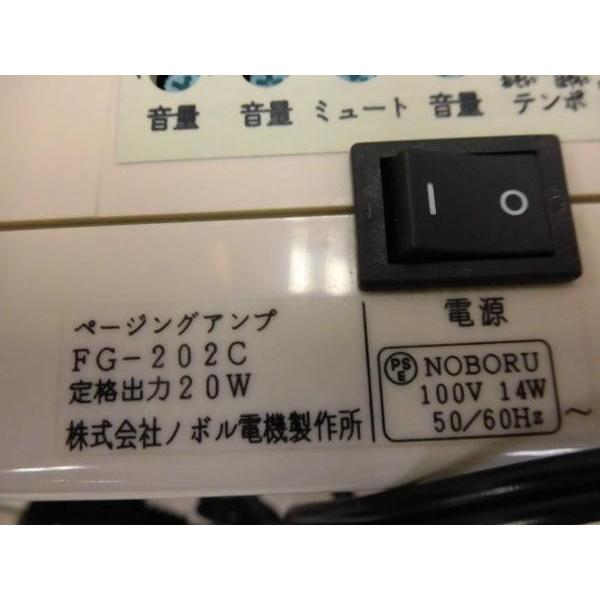 音量 音量 ミュート 音量 テンポ
I O
電源
ページングアンプ
FG-202C
定格出力20W
株式会社ノボル電機製作所
PSE NOBORU
100V 14W
50/60Hz ～